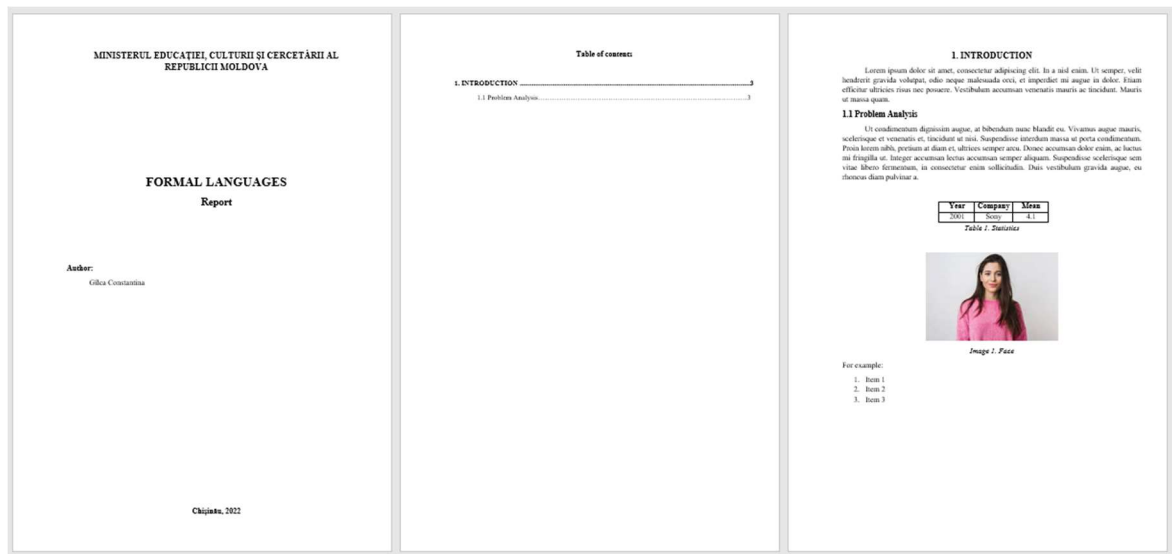 MINISTERUL EDUCAŢIEI, CULTURII ŞI CERCETĂRII AL
REPUBLICII MOLDOVA
FORMAL LANGUAGES
Report
Author:
Gîlca Constantina
Chişinău, 2022
Table of contents
1. INTRODUCTION ........ 3
1.1 Problem Analysis ........ 3
1. INTRODUCTION
Lorem ipsum dolor sit amet, consectetur adipiscing elit. In a nisl enim. Ut semper, velit
hendrerit gravida volutpat, odio neque malesuada orci, et imperdiet mi augue in dolor. Etiam
efficitur ultricies risus nec posuere. Vestibulum accumsan venenatis mauris ac tincidunt. Mauris
ut massa quam.
1.1 Problem Analysis
Ut condimentum dignissim augue, at bibendum nunc blandit eu. Vivamus augue mauris,
scelerisque et venenatis et, tincidunt ut nisi. Suspendisse interdum massa ut porta condimentum.
Proin lorem nibh, pretium at diam et, ultrices semper arcu. Donec accumsan dolor enim, ac luctus
mi fringilla ut. Integer accumsan lectus accumsan semper aliquam. Suspendisse scelerisque sem
vitae libero fermentum, in consectetur enim sollicitudin. Duis vestibulum gravida augue, eu
rhoncus diam pulvinar a.
Year Company Mean
2001 Sony 4.1
Table 1. Statistics
Image 1. Face
For example:
1. Item 1
2. Item 2
3. Item 3